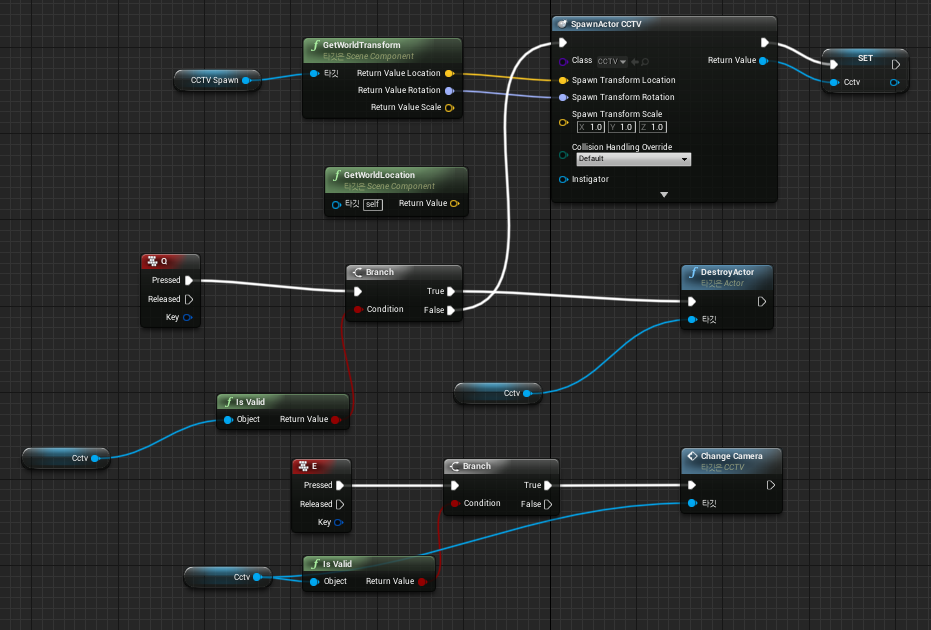 SpawnActor CCTV
GetWorldTransform
타깃은 Scene Component
CCTV Spawn
타깃
Return Value Location
Return Value Rotation
Return Value Scale
Class CCTV
Return Value
Spawn Transform Location
Spawn Transform Rotation
Spawn Transform Scale
X 1.0 Y 1.0 Z 1.0
Collision Handling Override
Default
Instigator
SET
Cctv
GetWorldLocation
타깃은 Scene Component
타깃 self Return Value
Q
Pressed
Released
Key
Branch
True
Condition
False
DestroyActor
타깃은 Actor
타깃
Cctv
Is Valid
Object Return Value
Cctv
E
Pressed
Released
Key
Branch
True
Condition False
Change Camera
타깃은 CCTV
타깃
Is Valid
Cctv
Object Return Value